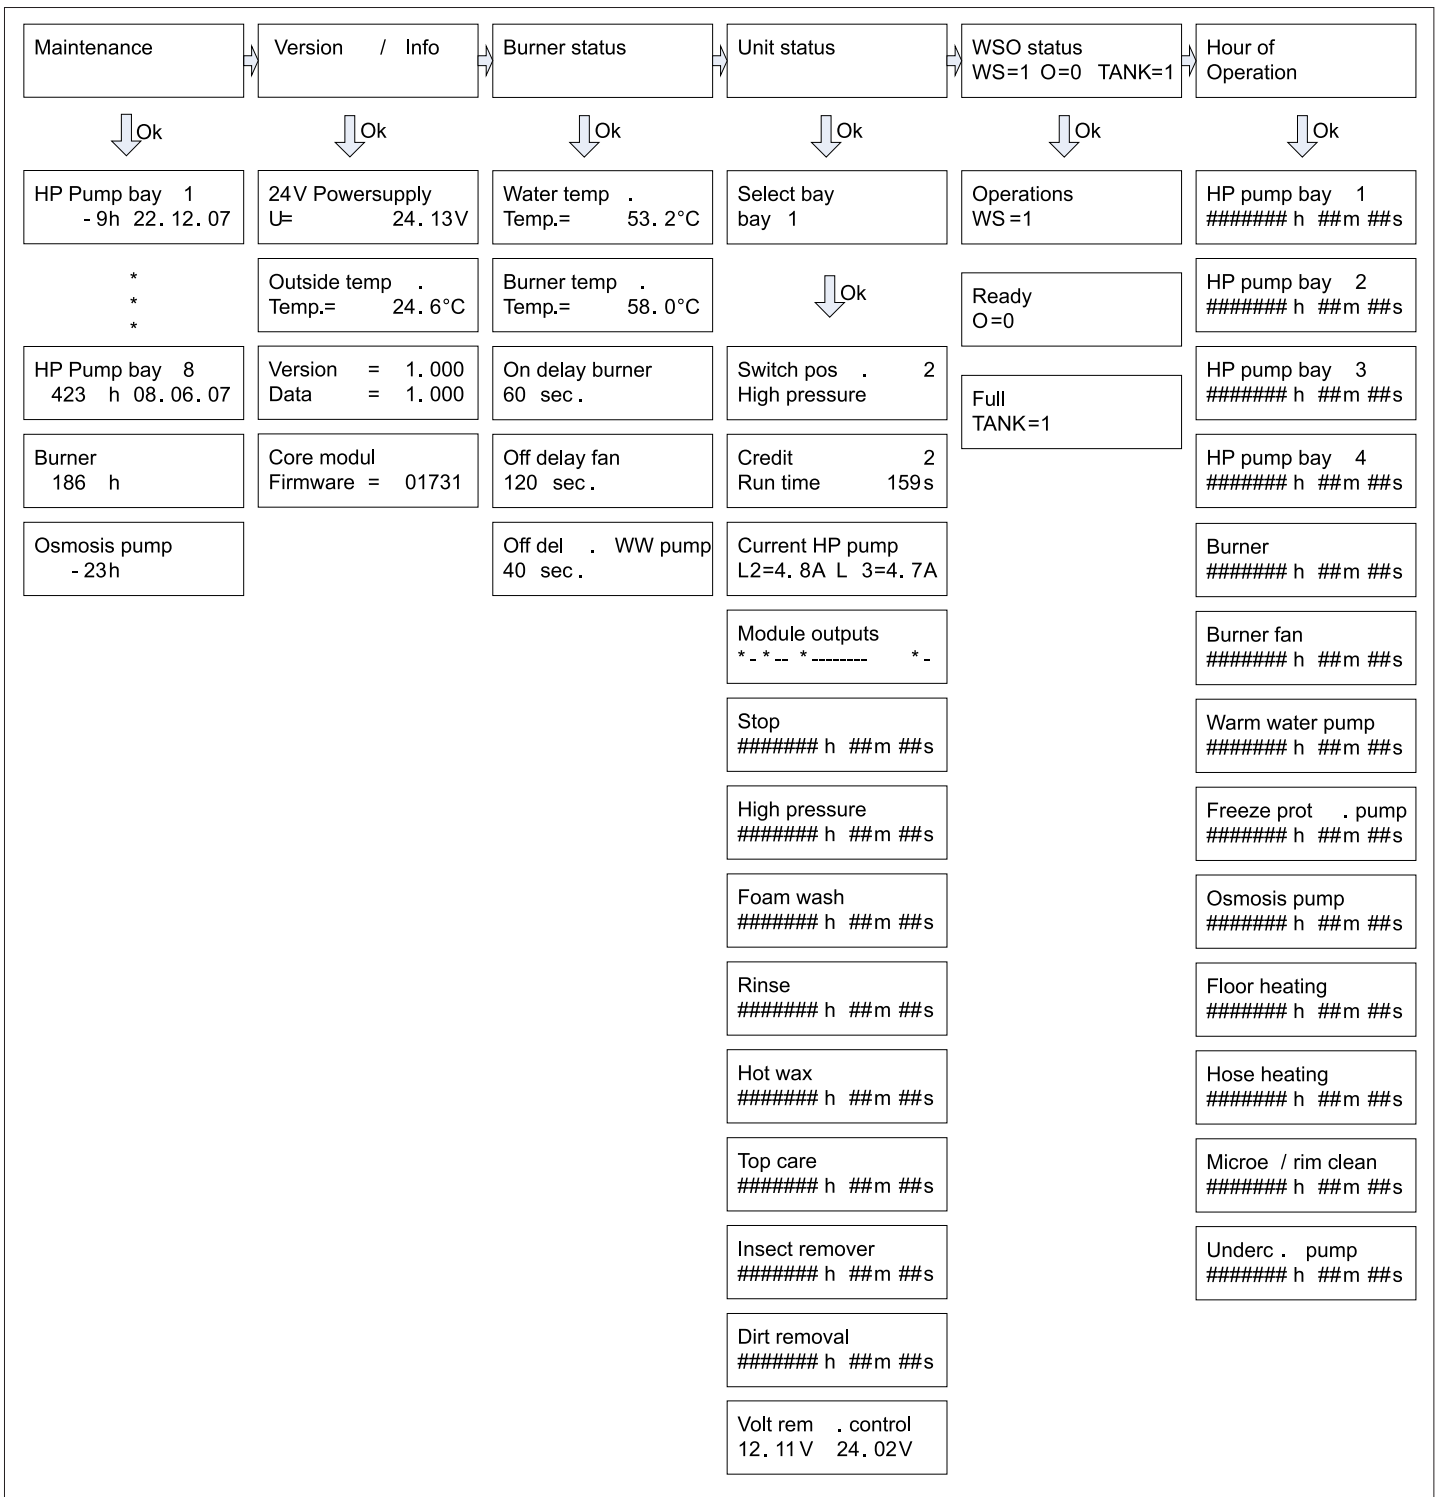 Maintenance
Version / Info
Burner status
Unit status
WSO status
WS=1 O=0 TANK=1
Hour of
Operation
Ok
Ok
Ok
Ok
Ok
Ok
HP Pump bay 1
- 9h 22.12.07
*
*
*
HP Pump bay 8
423 h 08.06.07
Burner
186 h
Osmosis pump
- 23h
24V Powersupply
U= 24.13V
Outside temp .
Temp.= 24.6°C
Version = 1.000
Data = 1.000
Core modul
Firmware = 01731
Water temp .
Temp.= 53.2°C
Burner temp .
Temp.= 58.0°C
On delay burner
60 sec.
Off delay fan
120 sec.
Off del . WW pump
40 sec.
Select bay
bay 1
Ok
Switch pos . 2
High pressure
Credit 2
Run time 159s
Current HP pump
L2=4.8A L 3=4.7A
Module outputs
*-*-- *-------- *-
Stop
####### h ##m ##s
High pressure
####### h ##m ##s
Foam wash
####### h ##m ##s
Rinse
####### h ##m ##s
Hot wax
####### h ##m ##s
Top care
####### h ##m ##s
Insect remover
####### h ##m ##s
Dirt removal
####### h ##m ##s
Volt rem . control
12.11V 24.02V
Operations
WS =1
Ready
O=0
Full
TANK=1
HP pump bay 1
####### h ##m ##s
HP pump bay 2
####### h ##m ##s
HP pump bay 3
####### h ##m ##s
HP pump bay 4
####### h ##m ##s
Burner
####### h ##m ##s
Burner fan
####### h ##m ##s
Warm water pump
####### h ##m ##s
Freeze prot . pump
####### h ##m ##s
Osmosis pump
####### h ##m ##s
Floor heating
####### h ##m ##s
Hose heating
####### h ##m ##s
Microe / rim clean
####### h ##m ##s
Underc . pump
####### h ##m ##s